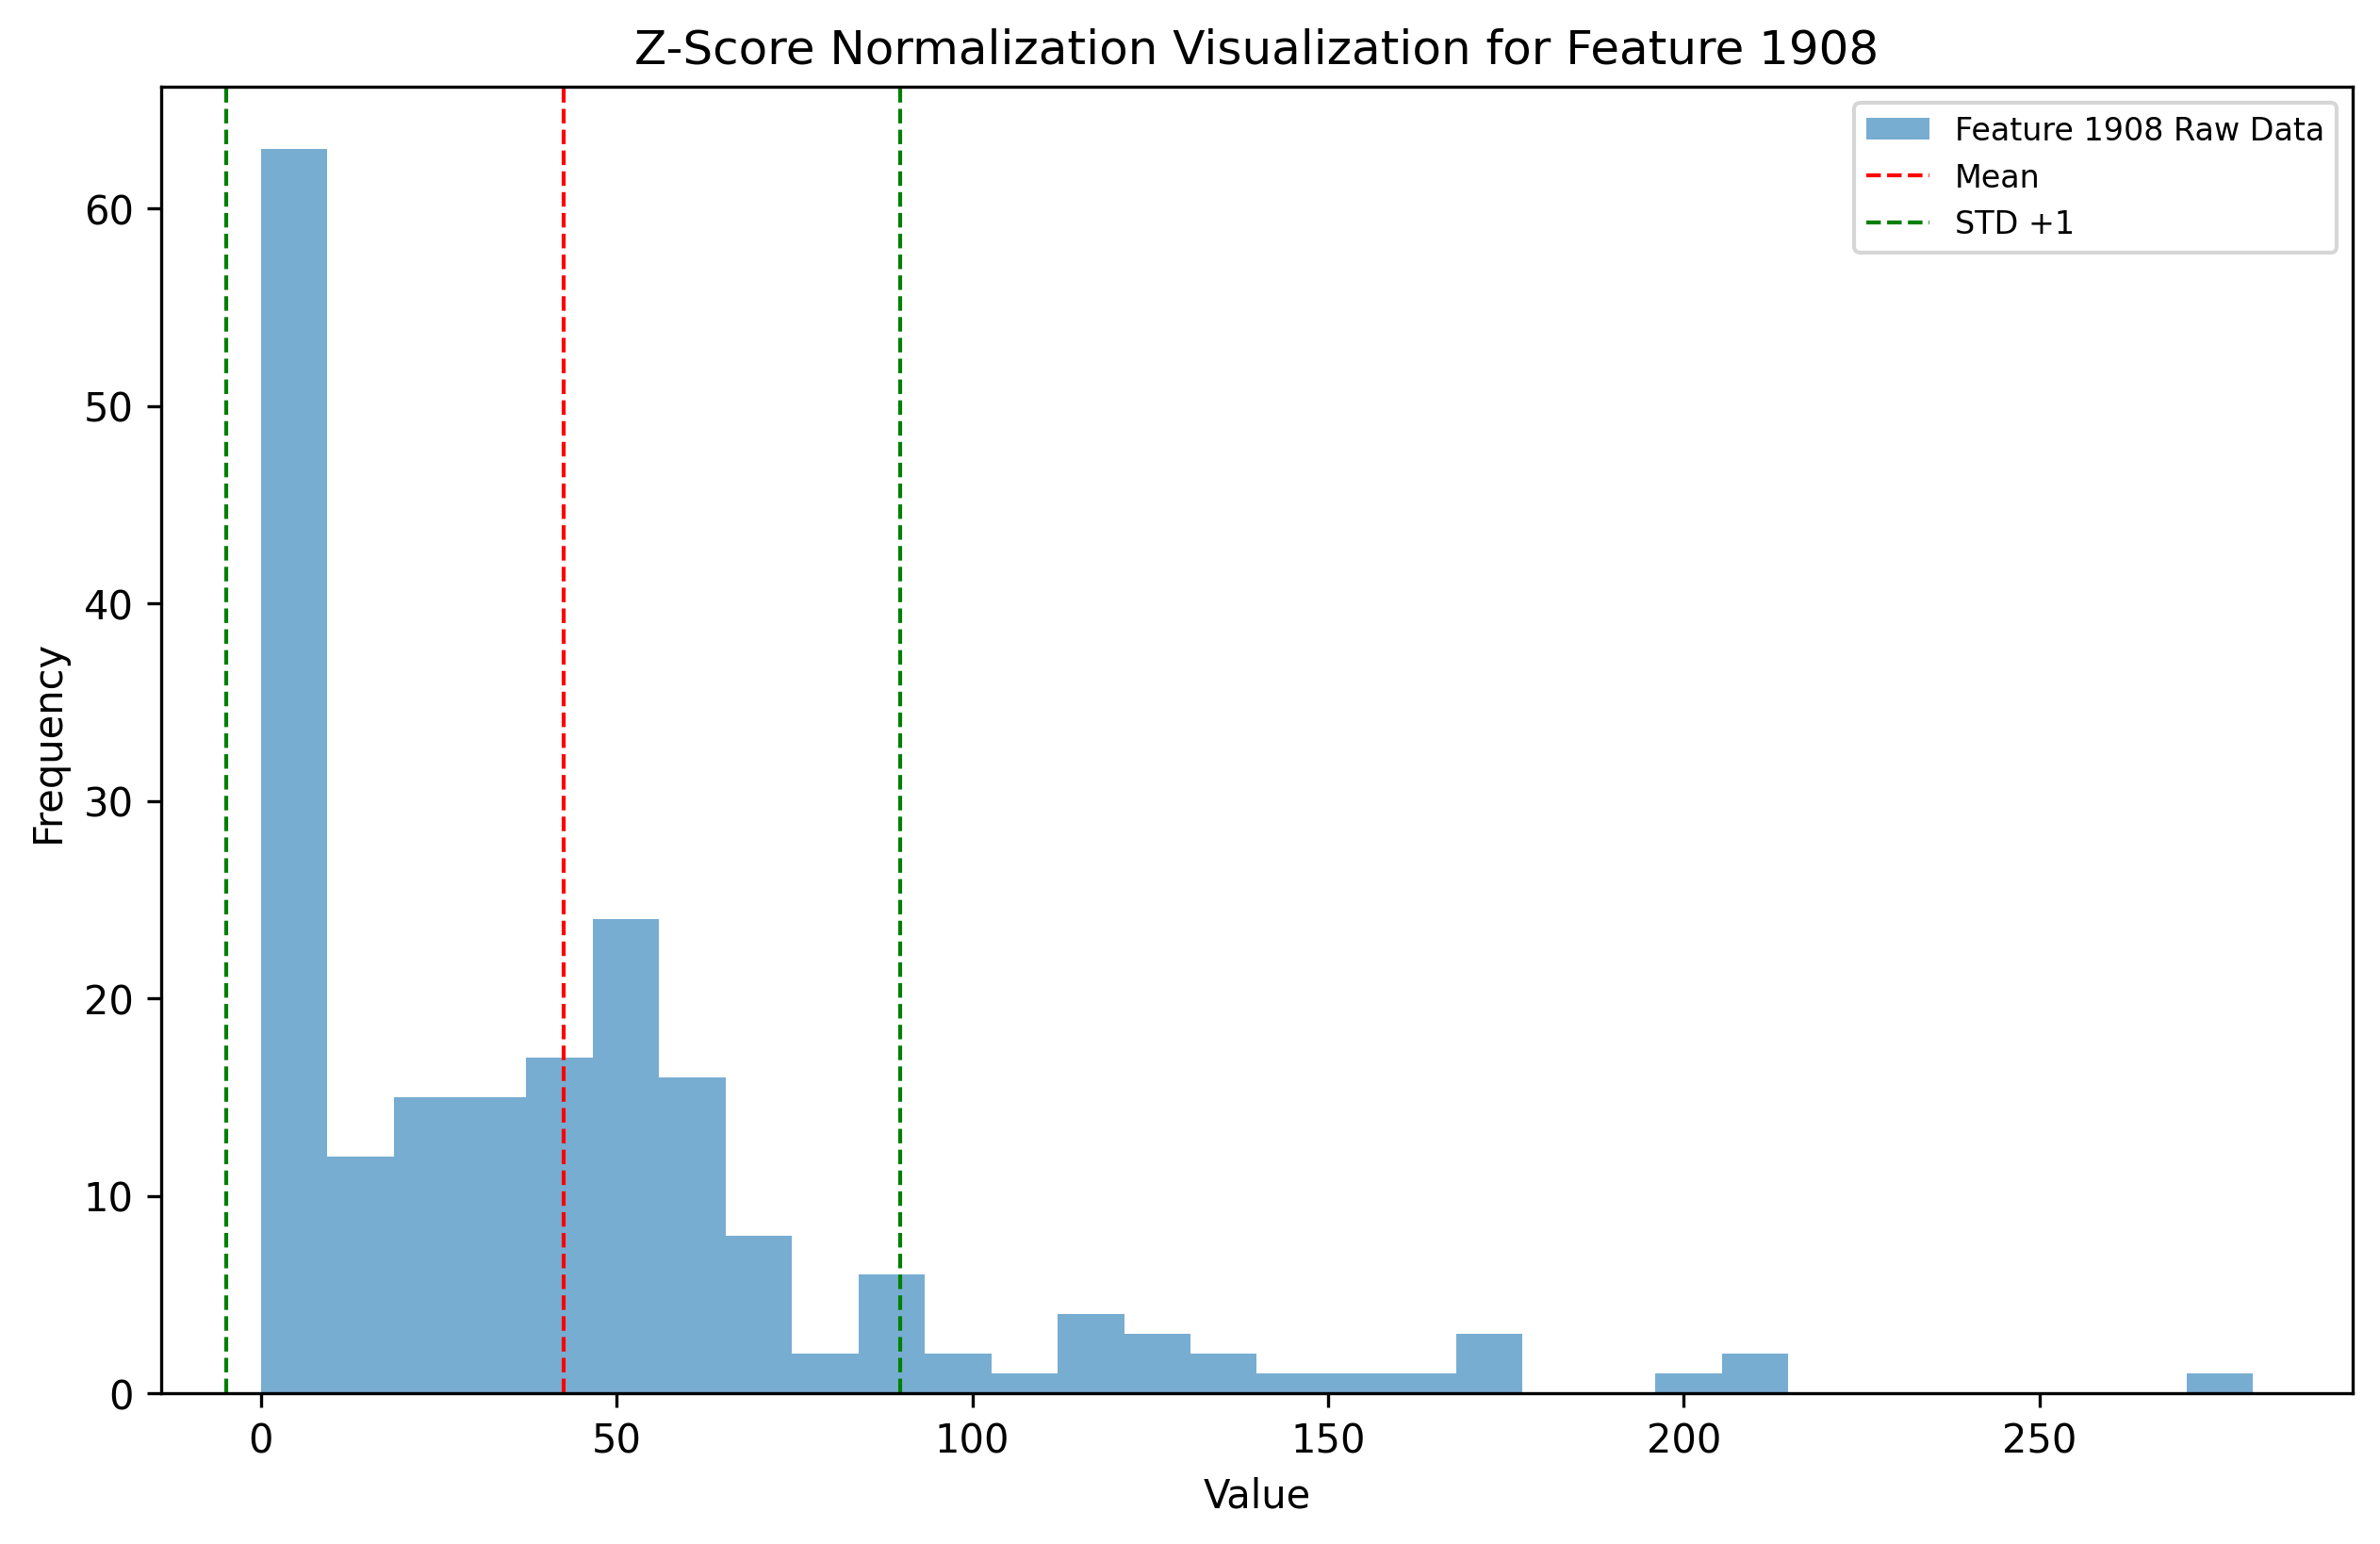 Z-Score Normalization Visualization for Feature 1908
Feature 1908 Raw Data
Mean
STD +1
60
50
40
30
20
10
0
Frequency
0 50 100 150 200 250
Value